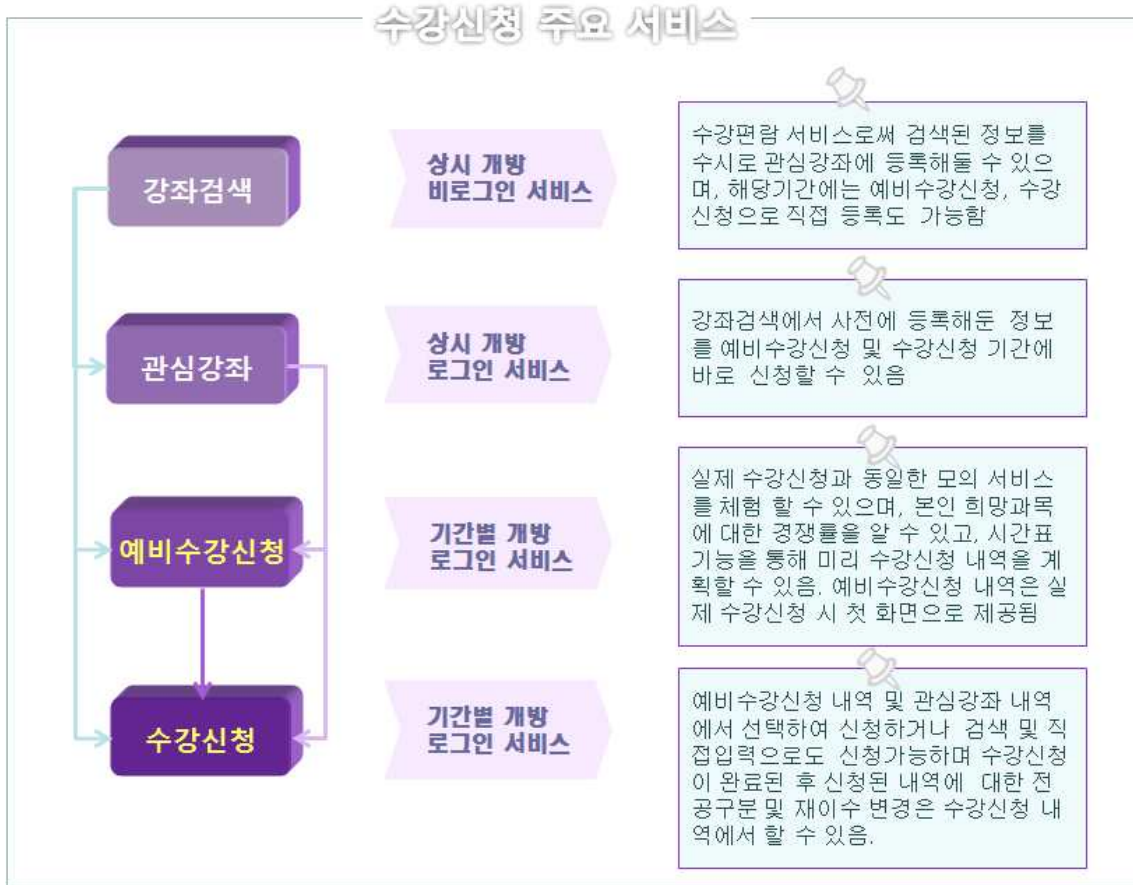 수강신청 주요 서비스
강좌검색
상시 개방
비로그인 서비스
수강편람 서비스로써 검색된 정보를
수시로 관심강좌에 등록해둘 수 있으
며, 해당기간에는 예비수강신청, 수강
신청으로 직접 등록도 가능함
관심강좌
상시 개방
로그인 서비스
강좌검색에서 사전에 등록해둔 정보
를 예비수강신청 및 수강신청 기간에
바로 신청할 수 있음
예비수강신청
기간별 개방
로그인 서비스
실제 수강신청과 동일한 모의 서비스
를 체험 할 수 있으며, 본인 희망과목
에 대한 경쟁률을 알 수 있고, 시간표
기능을 통해 미리 수강신청 내역을 계
획할 수 있음. 예비수강신청 내역은 실
제 수강신청 시 첫 화면으로 제공됨
수강신청
기간별 개방
로그인 서비스
예비수강신청 내역 및 관심강좌 내역
에서 선택하여 신청하거나 검색 및 직
접입력으로도 신청가능하며 수강신청
이 완료된 후 신청된 내역에 대한 전
공구분 및 재이수 변경은 수강신청 내
역에서 할 수 있음.